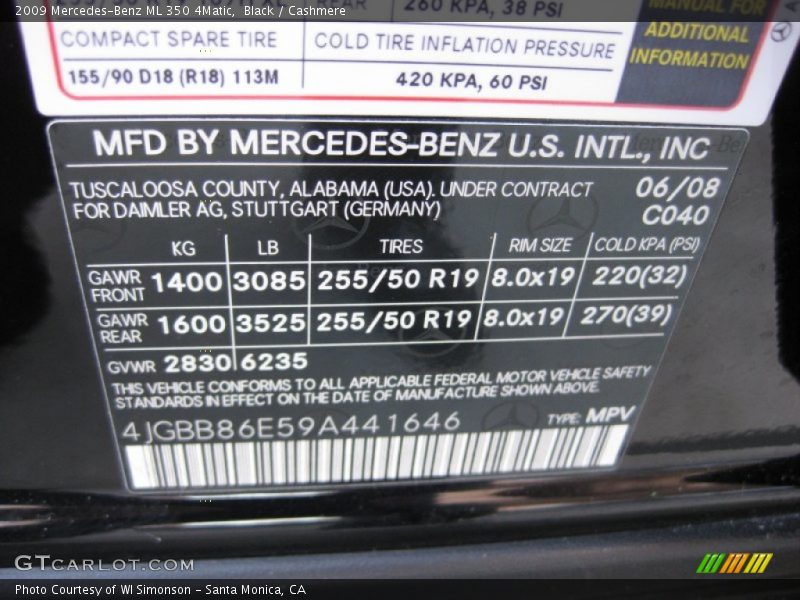 2009 Mercedes-Benz ML 350 4Matic, Black / Cashmere
260 KPA, 38 PSI
MANUAL FOR
ADDITIONAL
INFORMATION
COMPACT SPARE TIRE COLD TIRE INFLATION PRESSURE
155/90 D18 (R18) 113M 420 KPA, 60 PSI
MFD BY MERCEDES-BENZ U.S. INTL., INC
TUSCALOOSA COUNTY, ALABAMA (USA). UNDER CONTRACT 06/08
FOR DAIMLER AG, STUTTGART (GERMANY) C040
KG LB TIRES RIM SIZE COLD KPA (PSI)
GAWR FRONT 1400 3085 255/50 R19 8.0x19 220(32)
GAWR REAR 1600 3525 255/50 R19 8.0x19 270(39)
GVWR 2830 6235
THIS VEHICLE CONFORMS TO ALL APPLICABLE FEDERAL MOTOR VEHICLE SAFETY
STANDARDS IN EFFECT ON THE DATE OF MANUFACTURE SHOWN ABOVE.
4JGBB86E59A441646 TYPE: MPV
GTCARLOT.COM
Photo Courtesy of WI Simonson - Santa Monica, CA